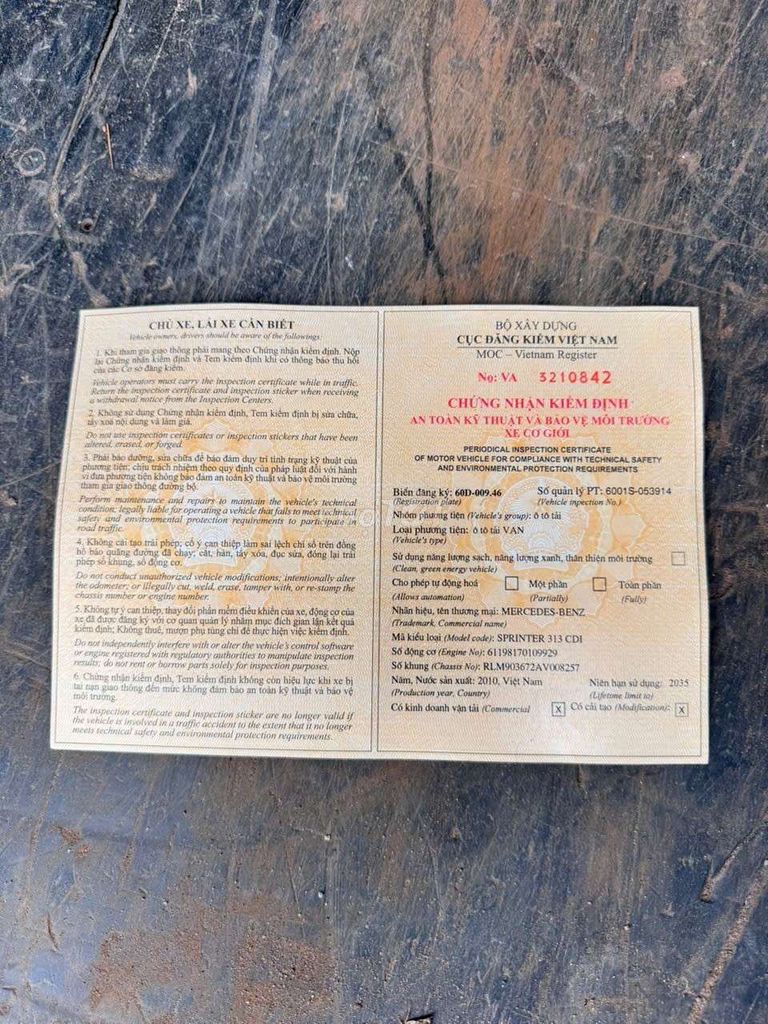 CHỦ XE, LÁI XE CẦN BIẾT
Vehicle owners, drivers should be aware of the followings:
1. Khi tham gia giao thông phải mang theo Chứng nhận kiểm định. Nộp
lại Chứng nhận kiểm định và Tem kiểm định khi có thông báo thu hồi
của các Cơ sở đăng kiểm.
Vehicle operators must carry the inspection certificate while in traffic.
Return the inspection certificate and inspection sticker when receiving
a withdrawal notice from the Inspection Centers.
2. Không sử dụng Chứng nhận kiểm định, Tem kiểm định bị sửa chữa,
tẩy xoá nội dung và làm giả.
Do not use inspection certificates or inspection stickers that have been
altered, erased, or forged.
3. Phải bảo dưỡng, sửa chữa để bảo đảm duy trì tình trạng kỹ thuật của
phương tiện; chịu trách nhiệm theo quy định của pháp luật đối với hành
vi đưa phương tiện không bảo đảm an toàn kỹ thuật và bảo vệ môi trường
tham gia giao thông đường bộ.
Perform maintenance and repairs to maintain the vehicle's technical
condition; legally liable for operating a vehicle that fails to meet technical
safety and environmental protection requirements to participate in
road traffic.
4. Không cải tạo trái phép; cố ý can thiệp làm sai lệch chỉ số trên đồng
hồ báo quãng đường đã chạy; cắt, hàn, tẩy xóa, đục sửa, đóng lại trái
phép số khung, số động cơ.
Do not conduct unauthorized vehicle modifications; intentionally alter
the odometer; or illegally cut, weld, erase, tamper with, or re-stamp the
chassis number or engine number.
5. Không tự ý can thiệp, thay đổi phần mềm điều khiển của xe, động cơ của
xe đã được đăng ký với cơ quan quản lý nhằm mục đích gian lận kết quả
kiểm định; Không thuê, mượn phụ tùng chỉ để thực hiện việc kiểm định.
Do not independently interfere with or alter the vehicle's control software
or engine registered with regulatory authorities to manipulate inspection
results; do not rent or borrow parts solely for inspection purposes.
6. Chứng nhận kiểm định, Tem kiểm định không còn hiệu lực khi xe bị
tai nạn giao thông đến mức không đảm bảo an toàn kỹ thuật và bảo vệ
môi trường.
The inspection certificate and inspection sticker are no longer valid if
the vehicle is involved in a traffic accident to the extent that it no longer
meets technical safety and environmental protection requirements.
BỘ XÂY DỰNG
CỤC ĐĂNG KIỂM VIỆT NAM
MOC – Vietnam Register
No: VA 3210842
CHỨNG NHẬN KIỂM ĐỊNH
AN TOÀN KỸ THUẬT VÀ BẢO VỆ MÔI TRƯỜNG
XE CƠ GIỚI
PERIODICAL INSPECTION CERTIFICATE
OF MOTOR VEHICLE FOR COMPLIANCE WITH TECHNICAL SAFETY
AND ENVIRONMENTAL PROTECTION REQUIREMENTS
Biển đăng ký: 60D-009.46 Số quản lý PT: 6001S-053914
(Registration plate) (Vehicle inspection No.)
Nhóm phương tiện (Vehicle's group): ô tô tải
Loại phương tiện: ô tô tải VAN
(Vehicle's type)
Sử dụng năng lượng sạch, năng lượng xanh, thân thiện môi trường
(Clean, green energy vehicle)
Cho phép tự động hoá Một phần Toàn phần
(Allows automation) (Partially) (Fully)
Nhãn hiệu, tên thương mại: MERCEDES-BENZ
(Trademark, Commercial name)
Mã kiểu loại (Model code): SPRINTER 313 CDI
Số động cơ (Engine No): 61198170109929
Số khung (Chassis No): RLM903672AV008257
Năm, Nước sản xuất: 2010, Việt Nam Niên hạn sử dụng: 2035
(Production year, Country) (Lifetime limit to)
Có kinh doanh vận tải (Commercial X Có cải tạo (Modification): X